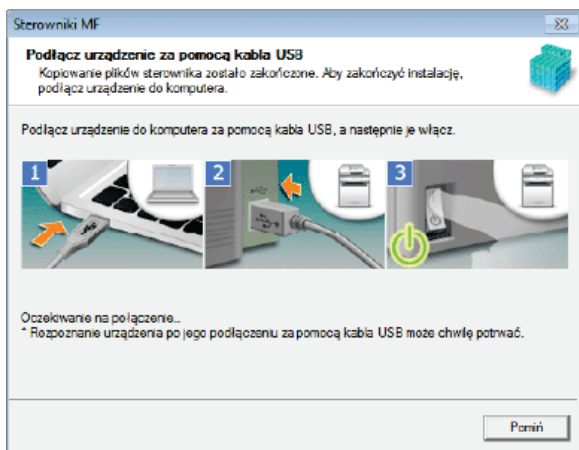 Sterowniki MF
Podłącz urządzenie za pomocą kabla USB
Kopiowanie plików sterownika zostało zakończone. Aby zakończyć instalację,
podłącz urządzenie do komputera.
Podłącz urządzenie do komputera za pomocą kabla USB, a następnie je włącz.
1 2 3
Oczekiwanie na połączenie...
* Rozpoznanie urządzenia po jego podłączeniu za pomocą kabla USB może chwilę potrwać.
Pomiń